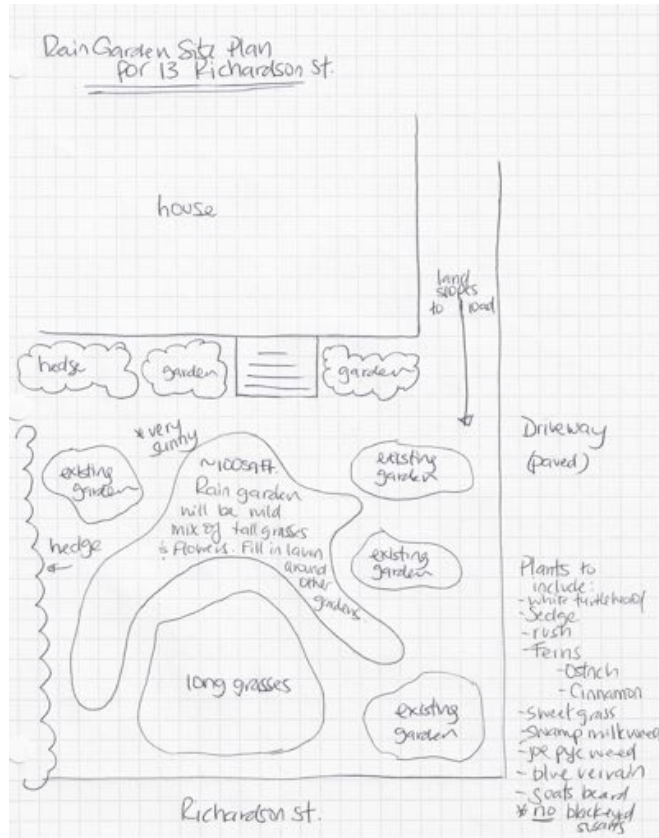 Rain Garden Site Plan
for 13 Richardson St.
house
land
slopes
to road
hedge
garden
garden
* very
sunny
existing
garden
~100sqft.
Rain garden
will be mild
mix of tall grasses
& flowers. Fill in lawn
around
other
gardens
existing
garden
Driveway
(paved)
hedge
existing
garden
long grasses
existing
garden
Plants to
include:
- white turtlehead
- Sedge
- rush
- Ferns
- Ostrich
- Cinnamon
- sweet grass
- swamp milkweed
- joe pye weed
- blue vervain
- goats beard
* no blackeyed
susans
Richardson St.